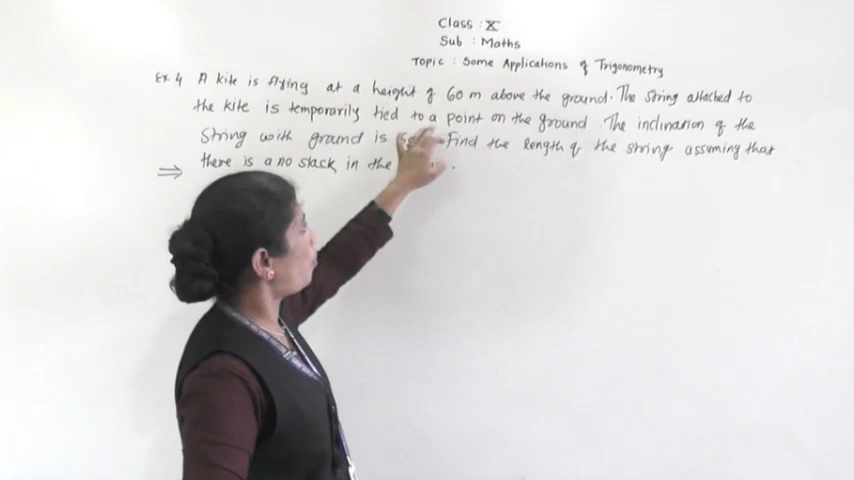 Class : X
Sub : Maths
Topic : Some Applications of Trigonometry
Ex. 4 A kite is flying at a height of 60 m above the ground. The string attached to
the kite is temporarily tied to a point on the ground. The inclination of the
string with ground is Find the length of the string assuming that
⇒ there is a no slack in the